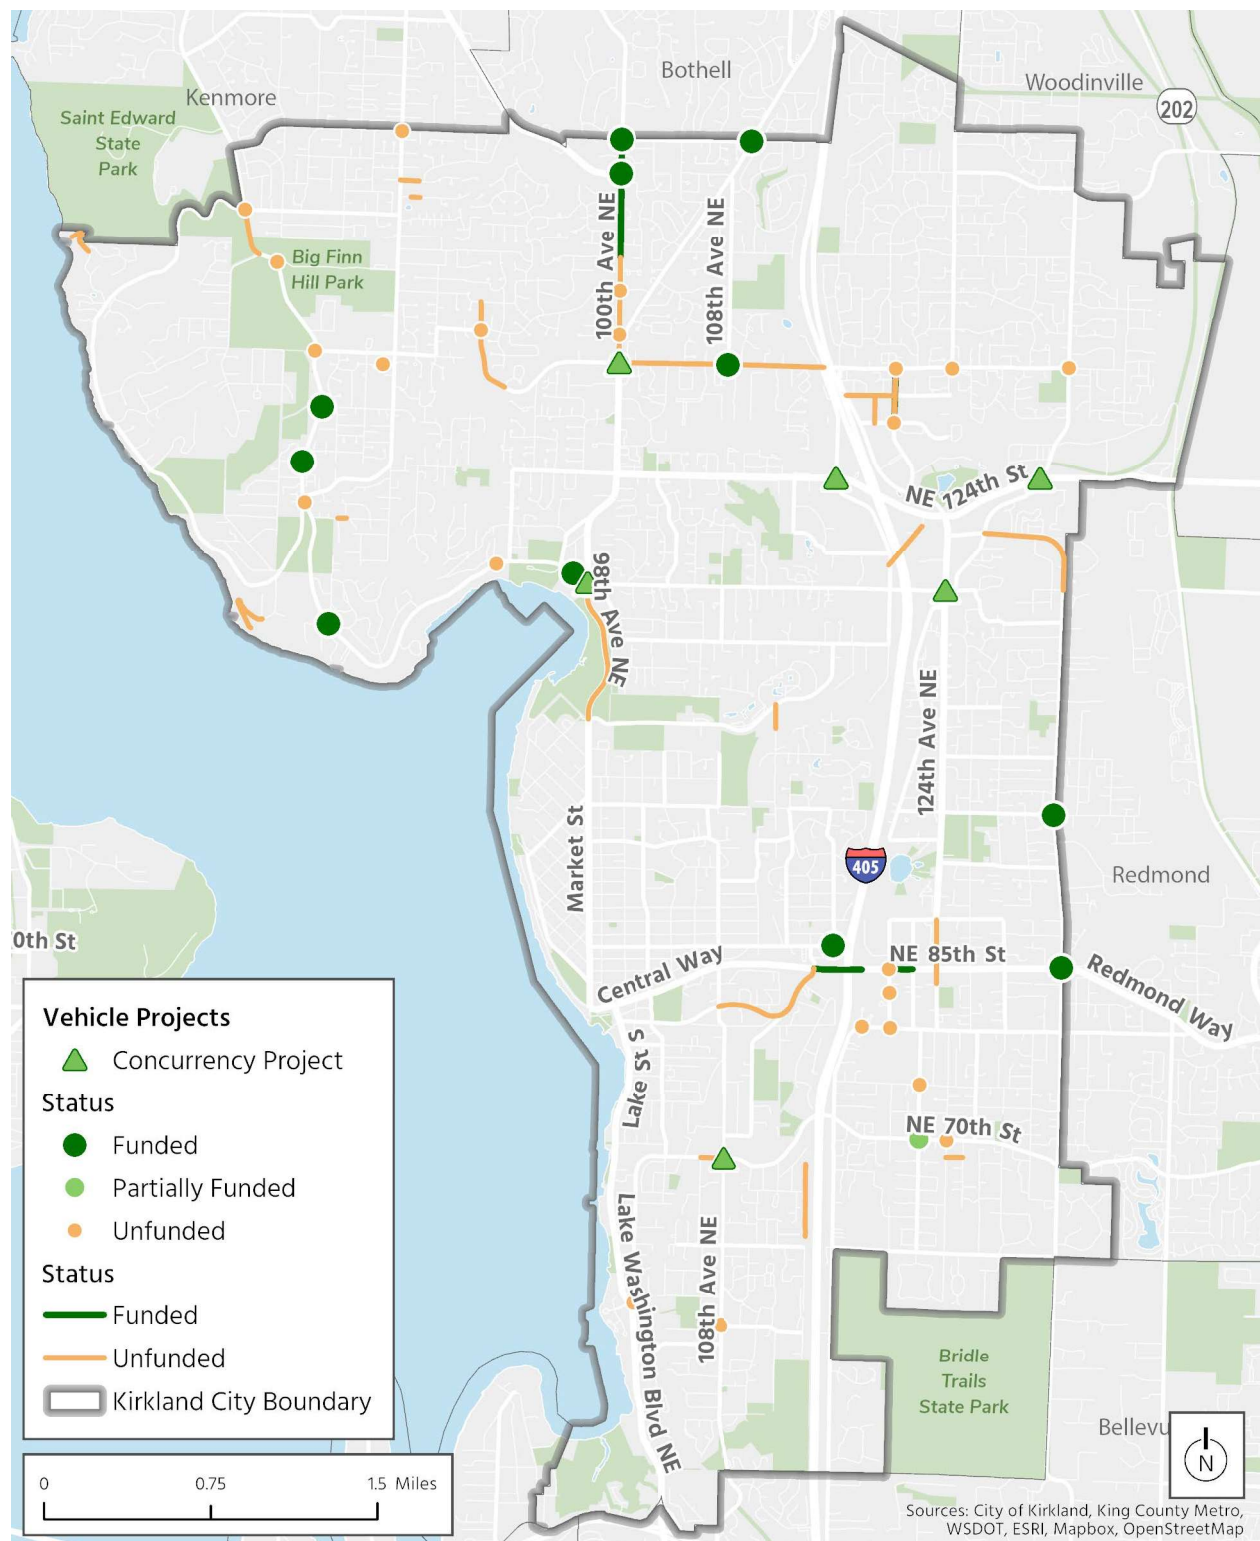 Bothell
Woodinville
202
Kenmore
Saint Edward
State
Park
100th Ave NE
108th Ave NE
Big Finn
Hill Park
NE 124th St
98th Ave NE
124th Ave NE
Market St
405
Redmond
0th St
NE 85th St
Central Way
Redmond Way
Lake St S
NE 70th St
Lake Washington Blvd NE
108th Ave NE
Bridle
Trails
State Park
Bellevu
Vehicle Projects
Concurrency Project
Status
Funded
Partially Funded
Unfunded
Status
Funded
Unfunded
Kirkland City Boundary
0 0.75 1.5 Miles
N
Sources: City of Kirkland, King County Metro,
WSDOT, ESRI, Mapbox, OpenStreetMap